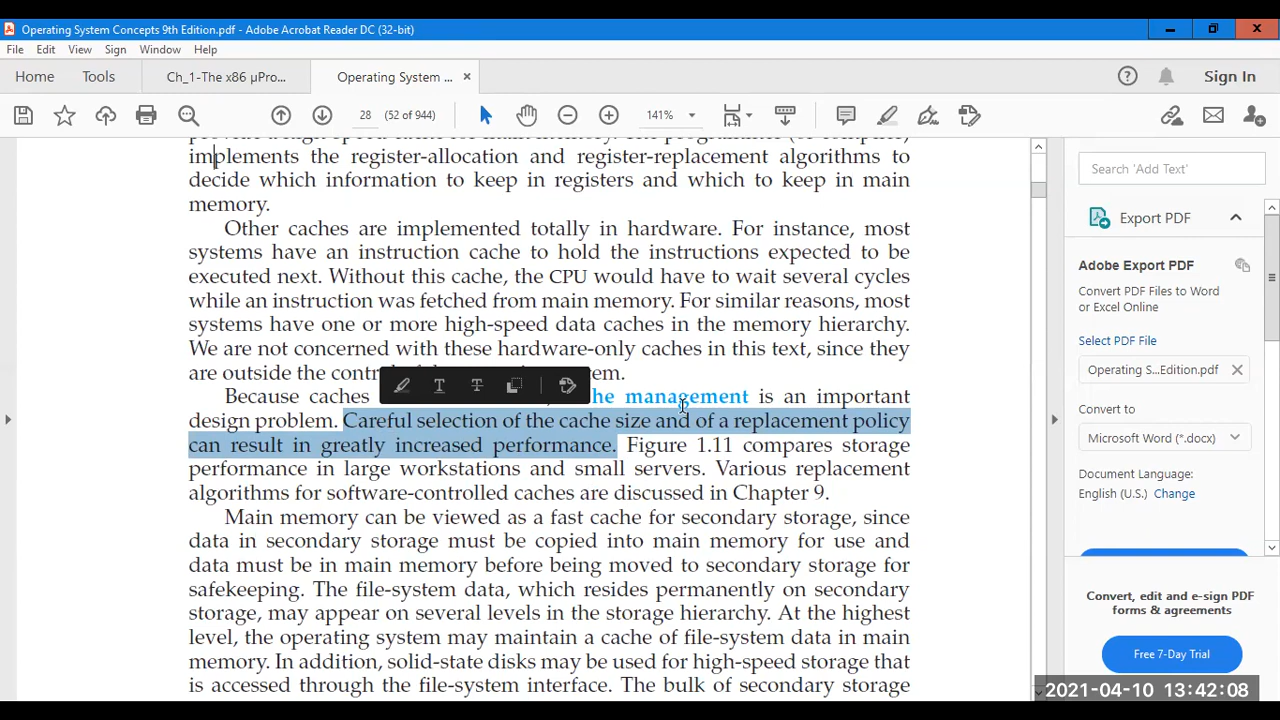 Operating System Concepts 9th Edition.pdf - Adobe Acrobat Reader DC (32-bit)
File Edit View Sign Window Help
Home Tools Ch_1-The x86 µPro... Operating System ... × Sign In
28 (52 of 944) 141%
implements the register-allocation and register-replacement algorithms to
decide which information to keep in registers and which to keep in main
memory.
Other caches are implemented totally in hardware. For instance, most
systems have an instruction cache to hold the instructions expected to be
executed next. Without this cache, the CPU would have to wait several cycles
while an instruction was fetched from main memory. For similar reasons, most
systems have one or more high-speed data caches in the memory hierarchy.
We are not concerned with these hardware-only caches in this text, since they
are outside the
Because caches he management is an important
design problem. Careful selection of the cache size and of a replacement policy
can result in greatly increased performance. Figure 1.11 compares storage
performance in large workstations and small servers. Various replacement
algorithms for software-controlled caches are discussed in Chapter 9.
Main memory can be viewed as a fast cache for secondary storage, since
data in secondary storage must be copied into main memory for use and
data must be in main memory before being moved to secondary storage for
safekeeping. The file-system data, which resides permanently on secondary
storage, may appear on several levels in the storage hierarchy. At the highest
level, the operating system may maintain a cache of file-system data in main
memory. In addition, solid-state disks may be used for high-speed storage that
is accessed through the file-system interface. The bulk of secondary storage
Search 'Add Text'
Export PDF
Adobe Export PDF
Convert PDF Files to Word
or Excel Online
Select PDF File
Operating S...Edition.pdf ×
Convert to
Microsoft Word (*.docx)
Document Language:
English (U.S.) Change
Convert, edit and e-sign PDF
forms & agreements
Free 7-Day Trial
2021-04-10 13:42:08